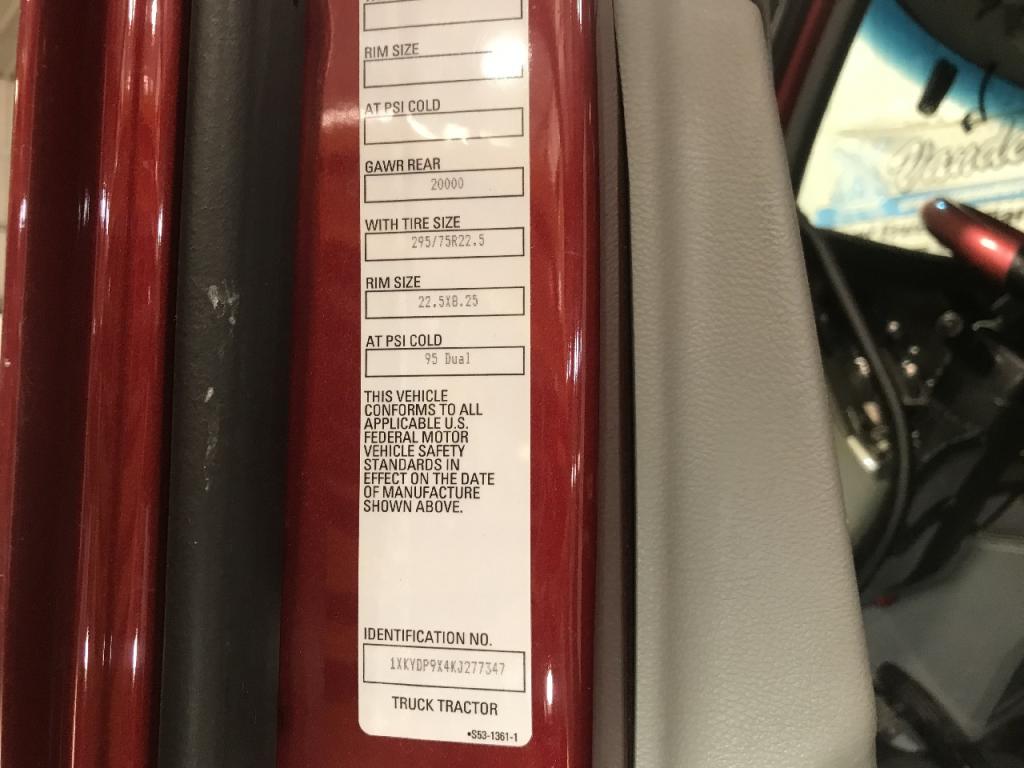 RIM SIZE
AT PSI COLD
GAWR REAR
20000
WITH TIRE SIZE
295/75R22.5
RIM SIZE
22.5X8.25
AT PSI COLD
95 Dual
THIS VEHICLE
CONFORMS TO ALL
APPLICABLE U.S.
FEDERAL MOTOR
VEHICLE SAFETY
STANDARDS IN
EFFECT ON THE DATE
OF MANUFACTURE
SHOWN ABOVE.
IDENTIFICATION NO.
1XKYDP9X4KJ277347
TRUCK TRACTOR
•S53-1361-1